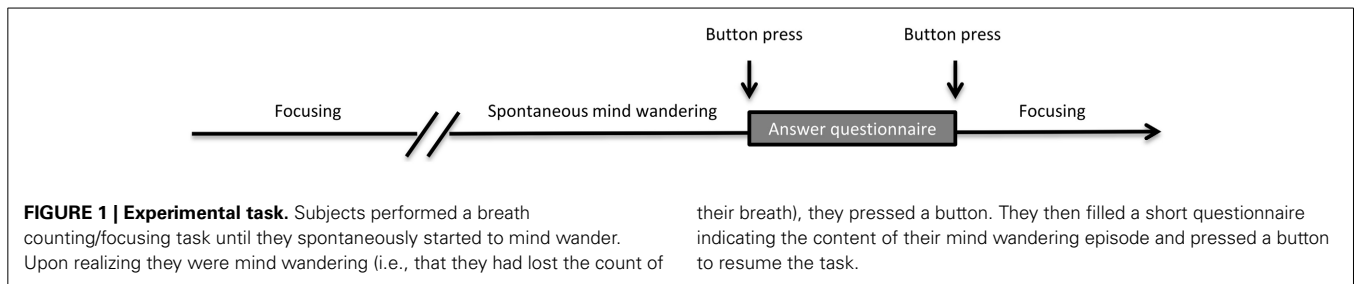 Button press
Button press
Focusing
Spontaneous mind wandering
Answer questionnaire
Focusing
FIGURE 1 | Experimental task. Subjects performed a breath
counting/focusing task until they spontaneously started to mind wander.
Upon realizing they were mind wandering (i.e., that they had lost the count of
their breath), they pressed a button. They then filled a short questionnaire
indicating the content of their mind wandering episode and pressed a button
to resume the task.